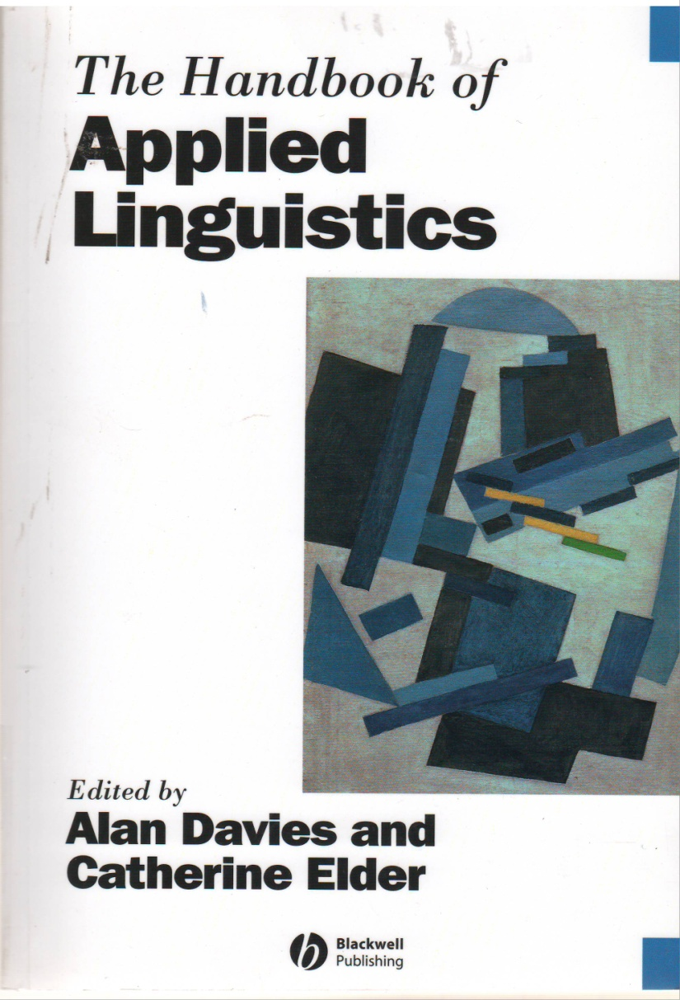 The Handbook of
Applied
Linguistics
Edited by
Alan Davies and
Catherine Elder
b
Blackwell
Publishing